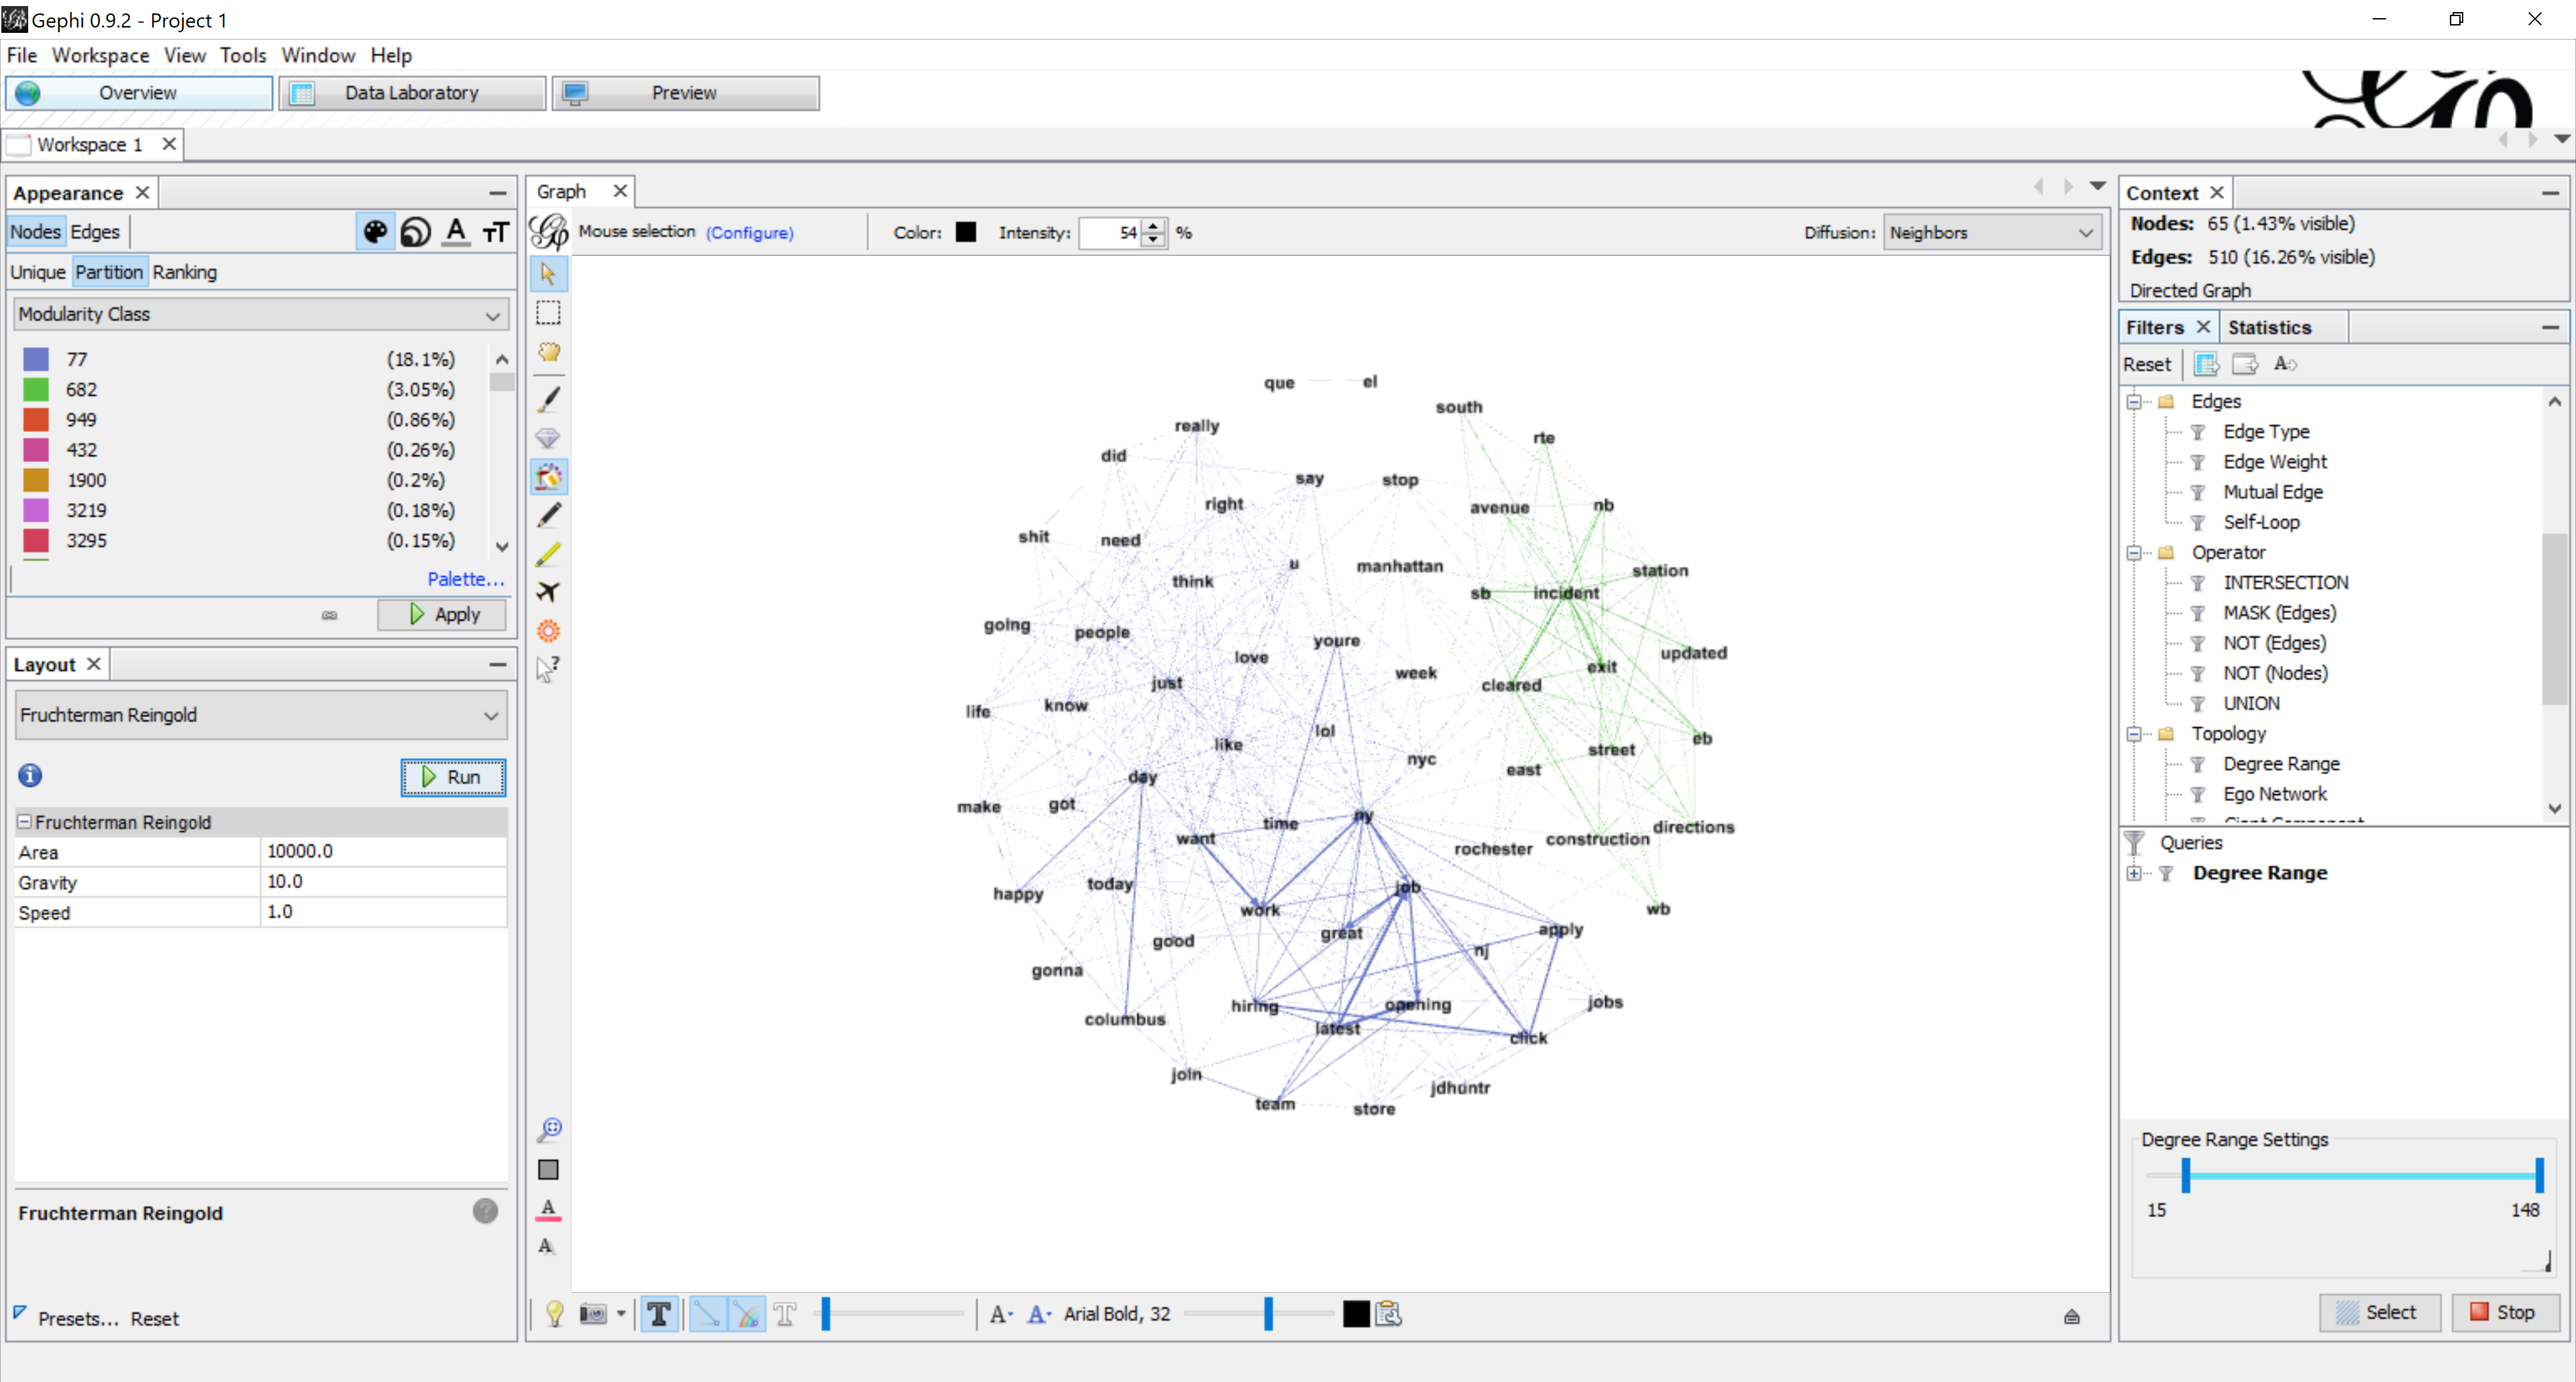 Gephi 0.9.2 - Project 1
File Workspace View Tools Window Help
Overview Data Laboratory Preview
Workspace 1
Appearance
Nodes Edges
Unique Partition Ranking
Modularity Class
77 (18.1%)
682 (3.05%)
949 (0.86%)
432 (0.26%)
1900 (0.2%)
3219 (0.18%)
3295 (0.15%)
Palette...
Apply
Layout
Fruchterman Reingold
Run
Fruchterman Reingold
Area 10000.0
Gravity 10.0
Speed 1.0
Fruchterman Reingold
Presets... Reset
Graph
Mouse selection (Configure) Color: Intensity: 54 % Diffusion: Neighbors
que el
south
really
rte
did
say
stop
right
avenue
nb
shit
need
u
manhattan
station
think
sb
incident
going
people
youre
love
updated
exit
week
just
cleared
life
know
lol
like
street
eb
nyc
east
day
make
got
time
ny
directions
want
construction
rochester
today
job
happy
work
wb
great
apply
good
nj
gonna
hiring
opening
jobs
columbus
latest
click
join
jdhuntr
team
store
Arial Bold, 32
Context
Nodes: 65 (1.43% visible)
Edges: 510 (16.26% visible)
Directed Graph
Filters Statistics
Reset
Edges
Edge Type
Edge Weight
Mutual Edge
Self-Loop
Operator
INTERSECTION
MASK (Edges)
NOT (Edges)
NOT (Nodes)
UNION
Topology
Degree Range
Ego Network
Queries
Degree Range
Degree Range Settings
15 148
Select Stop